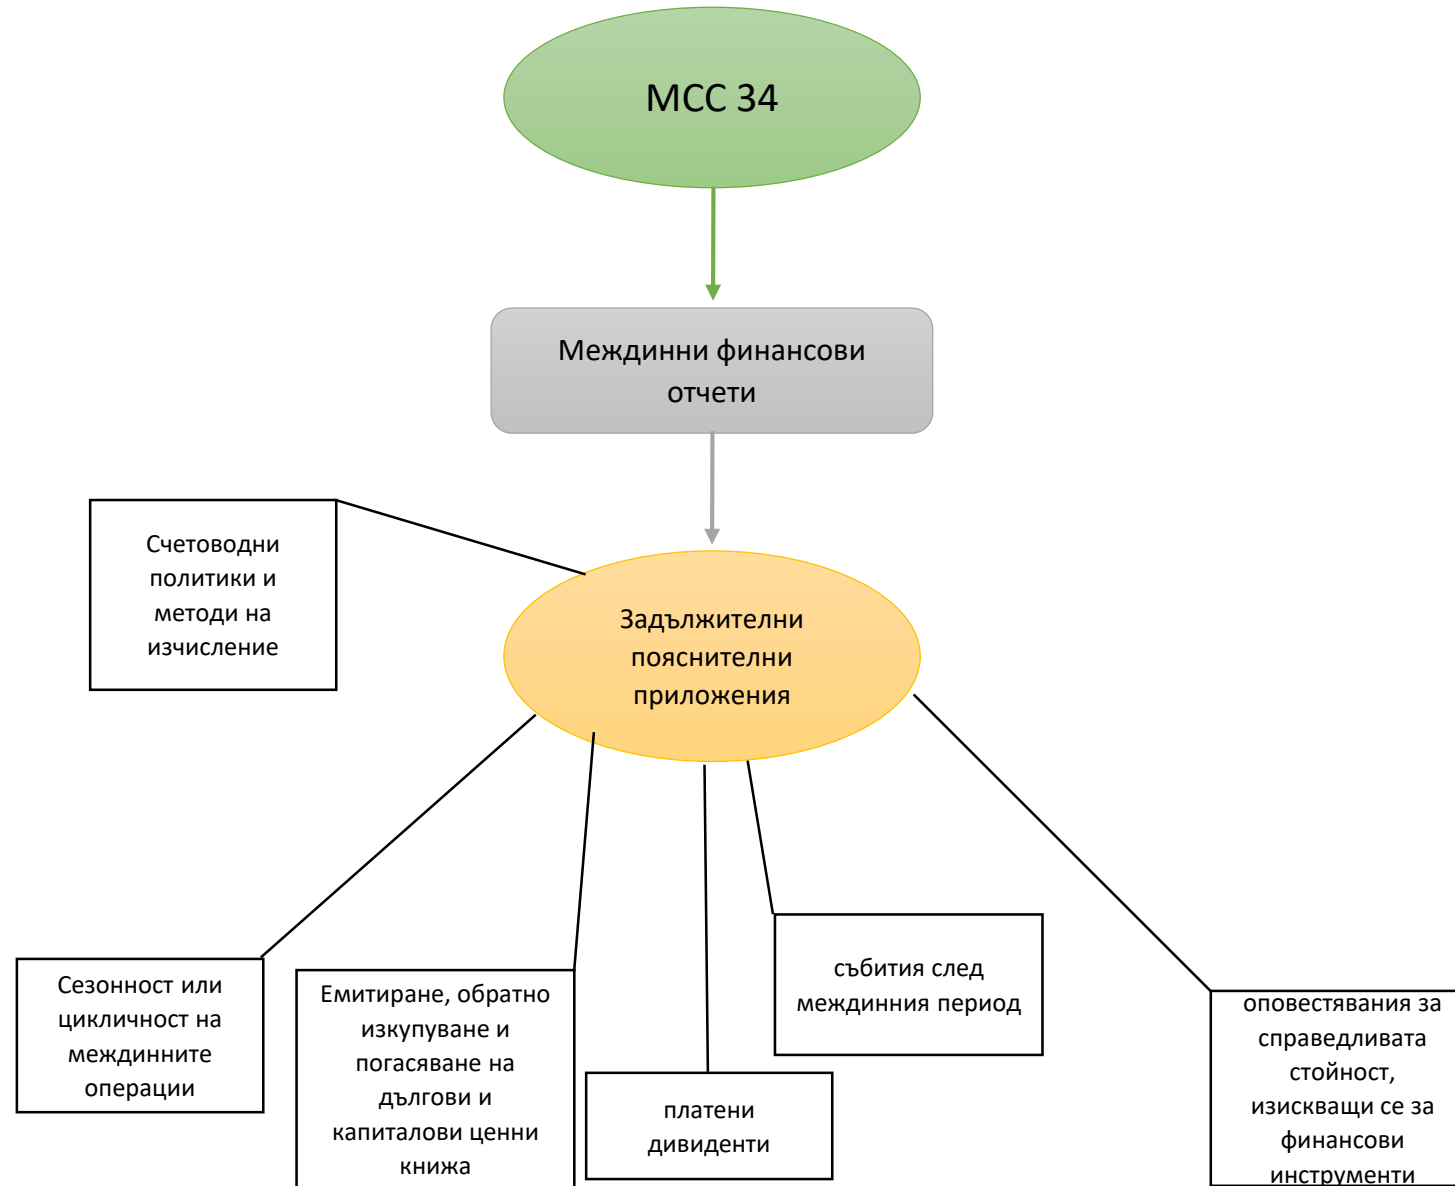 МСС 34
Междинни финансови
отчети
Счетоводни
политики и
методи на
изчисление
Задължителни
пояснителни
приложения
Сезонност или
цикличност на
междинните
операции
Емитиране, обратно
изкупуване и
погасяване на
дългови и
капиталови ценни
книжа
платени
дивиденти
събития след
междинния период
оповестявания за
справедливата
стойност,
изискващи се за
финансови
инструменти